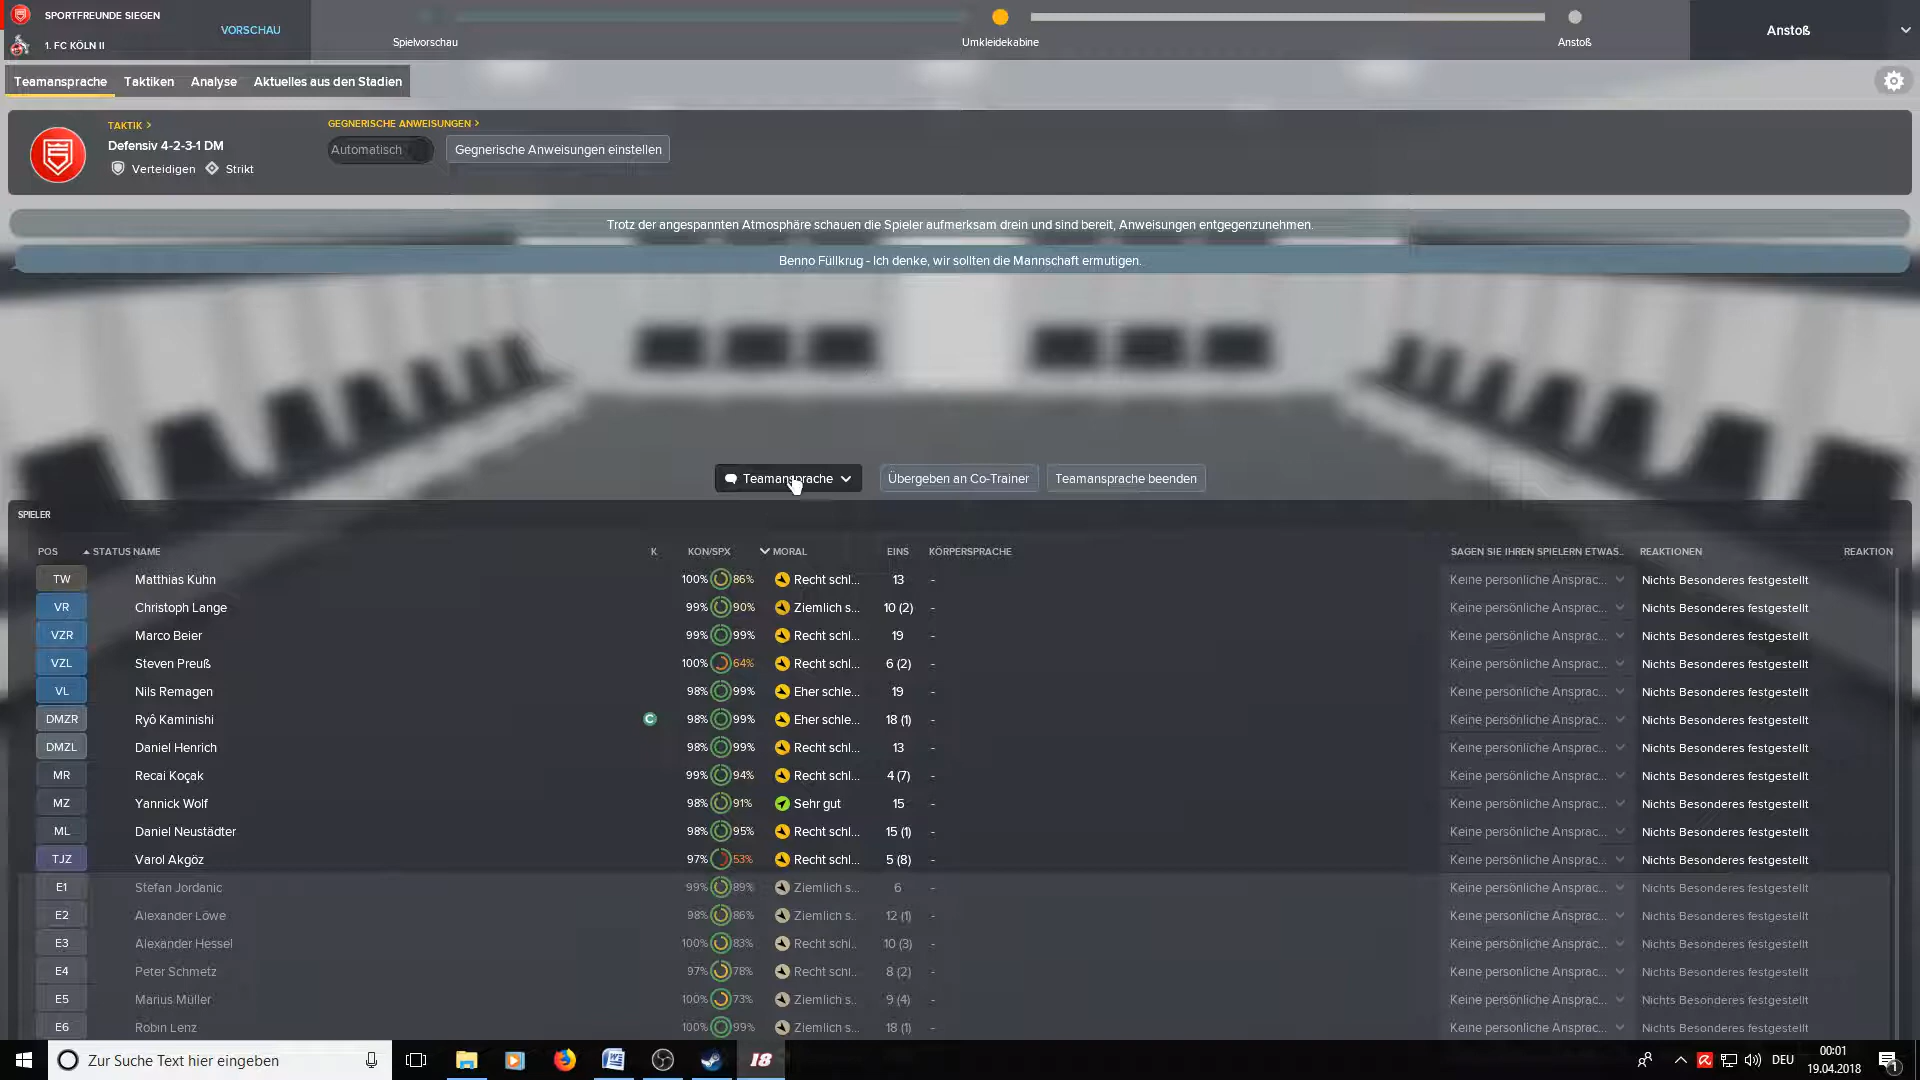 SPORTFREUNDE SIEGEN
1. FC KÖLN II
VORSCHAU
Spielvorschau
Umkleidekabine
Anstoß
Anstoß
Teamansprache Taktiken Analyse Aktuelles aus den Stadien
TAKTIK >
Defensiv 4-2-3-1 DM
Verteidigen Strikt
GEGNERISCHE ANWEISUNGEN >
Automatisch Gegnerische Anweisungen einstellen
Trotz der angespannten Atmosphäre schauen die Spieler aufmerksam drein und sind bereit, Anweisungen entgegenzunehmen.
Benno Füllkrug - Ich denke, wir sollten die Mannschaft ermutigen.
Teamansprache Übergeben an Co-Trainer Teamansprache beenden
SPIELER
POS STATUS NAME K KON/SPX MORAL EINS KÖRPERSPRACHE SAGEN SIE IHREN SPIELERN ETWAS.. REAKTIONEN REAKTION
TW Matthias Kuhn 100% 86% Recht schl... 13 - Keine persönliche Ansprac... Nichts Besonderes festgestellt
VR Christoph Lange 99% 90% Ziemlich s... 10 (2) - Keine persönliche Ansprac... Nichts Besonderes festgestellt
VZR Marco Beier 99% 99% Recht schl... 19 - Keine persönliche Ansprac... Nichts Besonderes festgestellt
VZL Steven Preuß 100% 64% Recht schl... 6 (2) - Keine persönliche Ansprac... Nichts Besonderes festgestellt
VL Nils Remagen 98% 99% Eher schle... 19 - Keine persönliche Ansprac... Nichts Besonderes festgestellt
DMZR Ryô Kaminishi C 98% 99% Eher schle... 18 (1) - Keine persönliche Ansprac... Nichts Besonderes festgestellt
DMZL Daniel Henrich 98% 99% Recht schl... 13 - Keine persönliche Ansprac... Nichts Besonderes festgestellt
MR Recai Koçak 99% 94% Recht schl... 4 (7) - Keine persönliche Ansprac... Nichts Besonderes festgestellt
MZ Yannick Wolf 98% 91% Sehr gut 15 - Keine persönliche Ansprac... Nichts Besonderes festgestellt
ML Daniel Neustädter 98% 95% Recht schl... 15 (1) - Keine persönliche Ansprac... Nichts Besonderes festgestellt
TJZ Varol Akgöz 97% 53% Recht schl... 5 (8) - Keine persönliche Ansprac... Nichts Besonderes festgestellt
E1 Stefan Jordanic 99% 89% Ziemlich s.. 6 - Keine persönliche Ansprac... Nichts Besonderes festgestellt
E2 Alexander Löwe 98% 86% Ziemlich s.. 12 (1) - Keine persönliche Ansprac... Nichts Besonderes festgestellt
E3 Alexander Hessel 100% 83% Recht schl.. 10 (3) - Keine persönliche Ansprac... Nichts Besonderes festgestellt
E4 Peter Schmetz 97% 78% Recht schl.. 8 (2) - Keine persönliche Ansprac... Nichts Besonderes festgestellt
E5 Marius Müller 100% 73% Ziemlich s.. 9 (4) - Keine persönliche Ansprac... Nichts Besonderes festgestellt
E6 Robin Lenz 100% 99% Ziemlich s.. 18 (1) - Keine persönliche Ansprac... Nichts Besonderes festgestellt
Zur Suche Text hier eingeben
18
DEU
00:01
19.04.2018
1